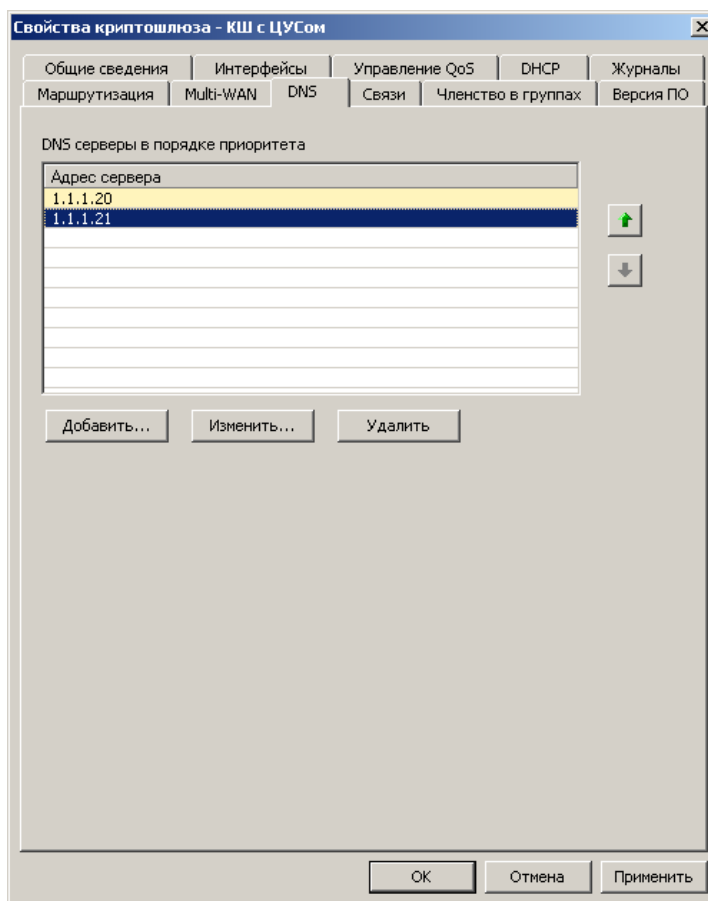 Свойства криптошлюза - КШ с ЦУСом
Общие сведения Интерфейсы Управление QoS DHCP Журналы
Маршрутизация Multi-WAN DNS Связи Членство в группах Версия ПО
DNS серверы в порядке приоритета
Адрес сервера
1.1.1.20
1.1.1.21
Добавить... Изменить... Удалить
ОК Отмена Применить